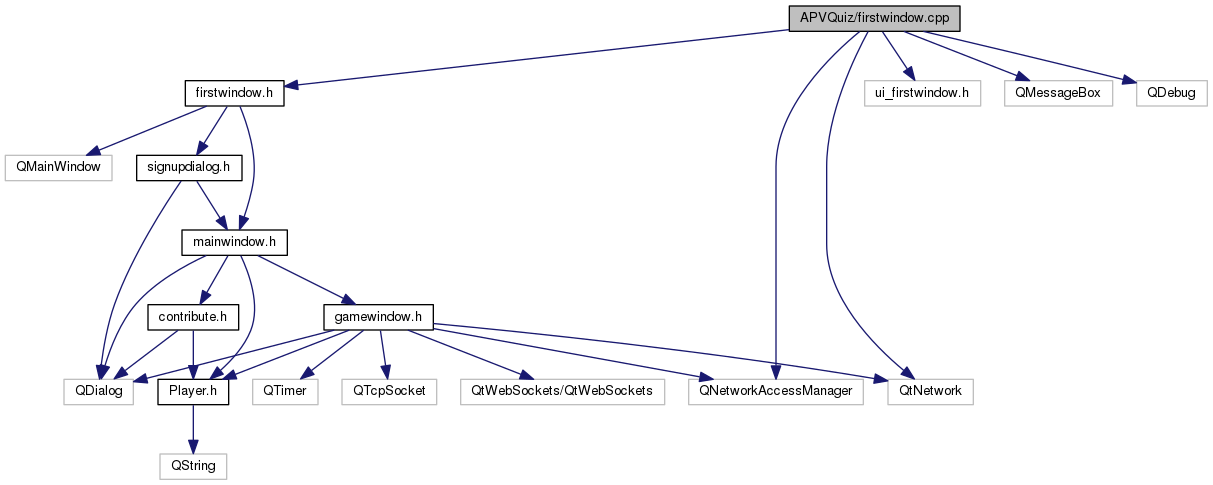 APVQuiz/firstwindow.cpp
firstwindow.h
ui_firstwindow.h
QMessageBox
QDebug
QMainWindow
signupdialog.h
mainwindow.h
contribute.h
gamewindow.h
QDialog
Player.h
QTimer
QTcpSocket
QtWebSockets/QtWebSockets
QNetworkAccessManager
QtNetwork
QString